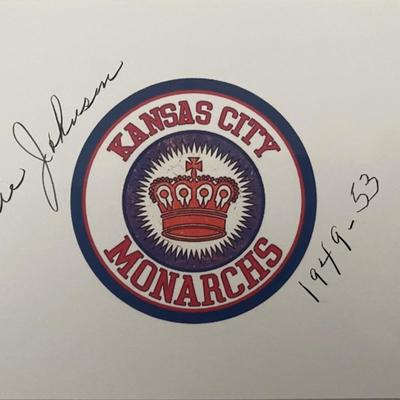 Johnson
KANSAS CITY
MONARCHS
1949-53